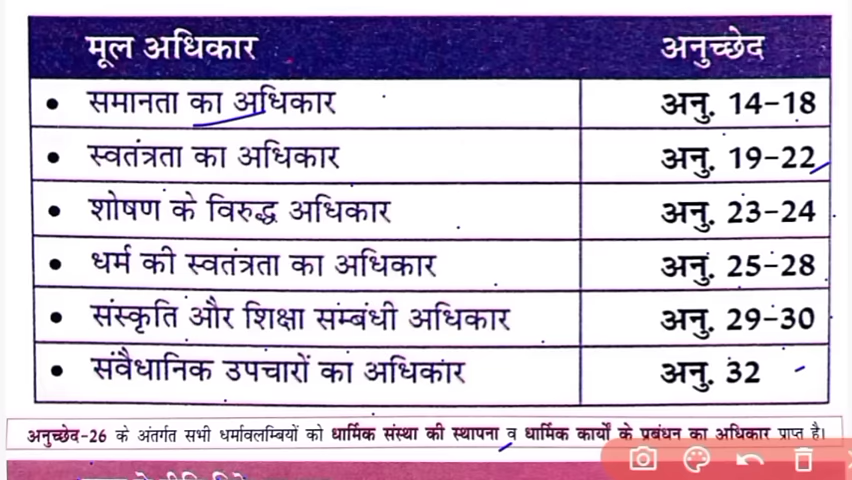 मूल अधिकार अनुच्छेद
• समानता का अधिकार अनु. 14-18
• स्वतंत्रता का अधिकार अनु. 19-22
• शोषण के विरुद्ध अधिकार अनु. 23-24
• धर्म की स्वतंत्रता का अधिकार अनु. 25-28
• संस्कृति और शिक्षा सम्बंधी अधिकार अनु. 29-30
• संवैधानिक उपचारों का अधिकार अनु. 32
अनुच्छेद-26 के अंतर्गत सभी धर्मावलम्बियों को धार्मिक संस्था की स्थापना व धार्मिक कार्यों के प्रबंधन का अधिकार प्राप्त है।